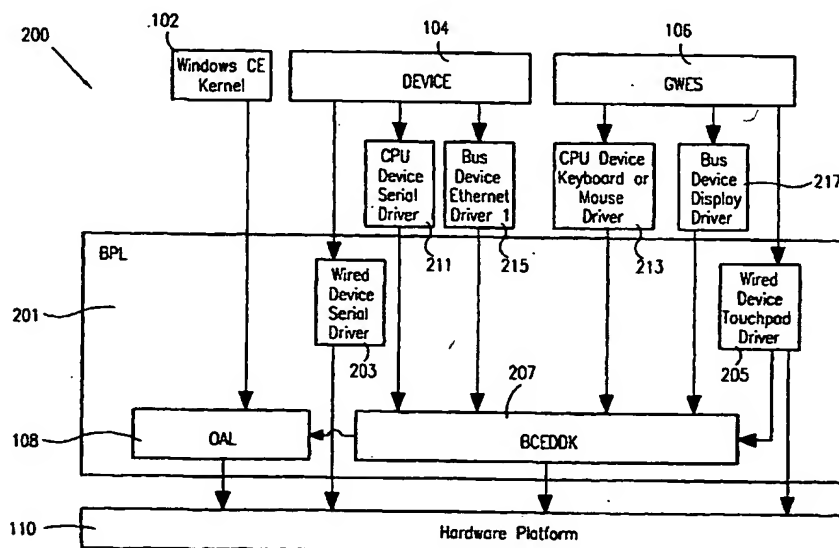 200
102
104
106
Windows CE
Kernel
DEVICE
GWES
CPU
Device
Serial
Driver
Bus
Device
Ethernet
Driver 1
CPU Device
Keyboard or
Mouse
Driver
Bus
Device
Display
Driver
217
211
215
213
BPL
201
Wired
Device
Serial
Driver
203
Wired
Device
Touchpad
Driver
205
207
108
OAL
BCEDDK
110
Hardware Platform